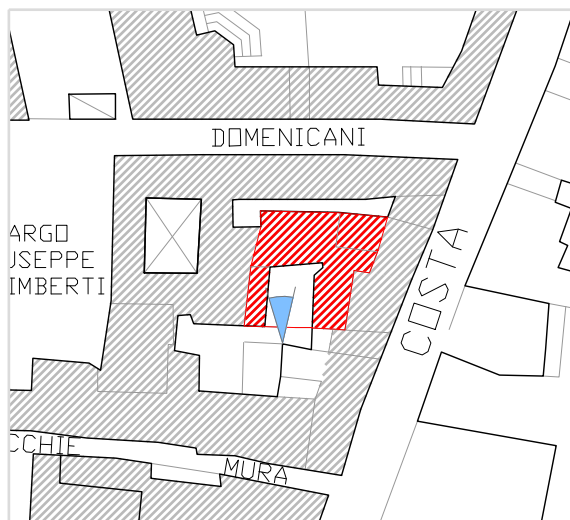 DOMENICANI
ARGO
USEPPE
IMBERTI
COSTA
CCHIE
MURA